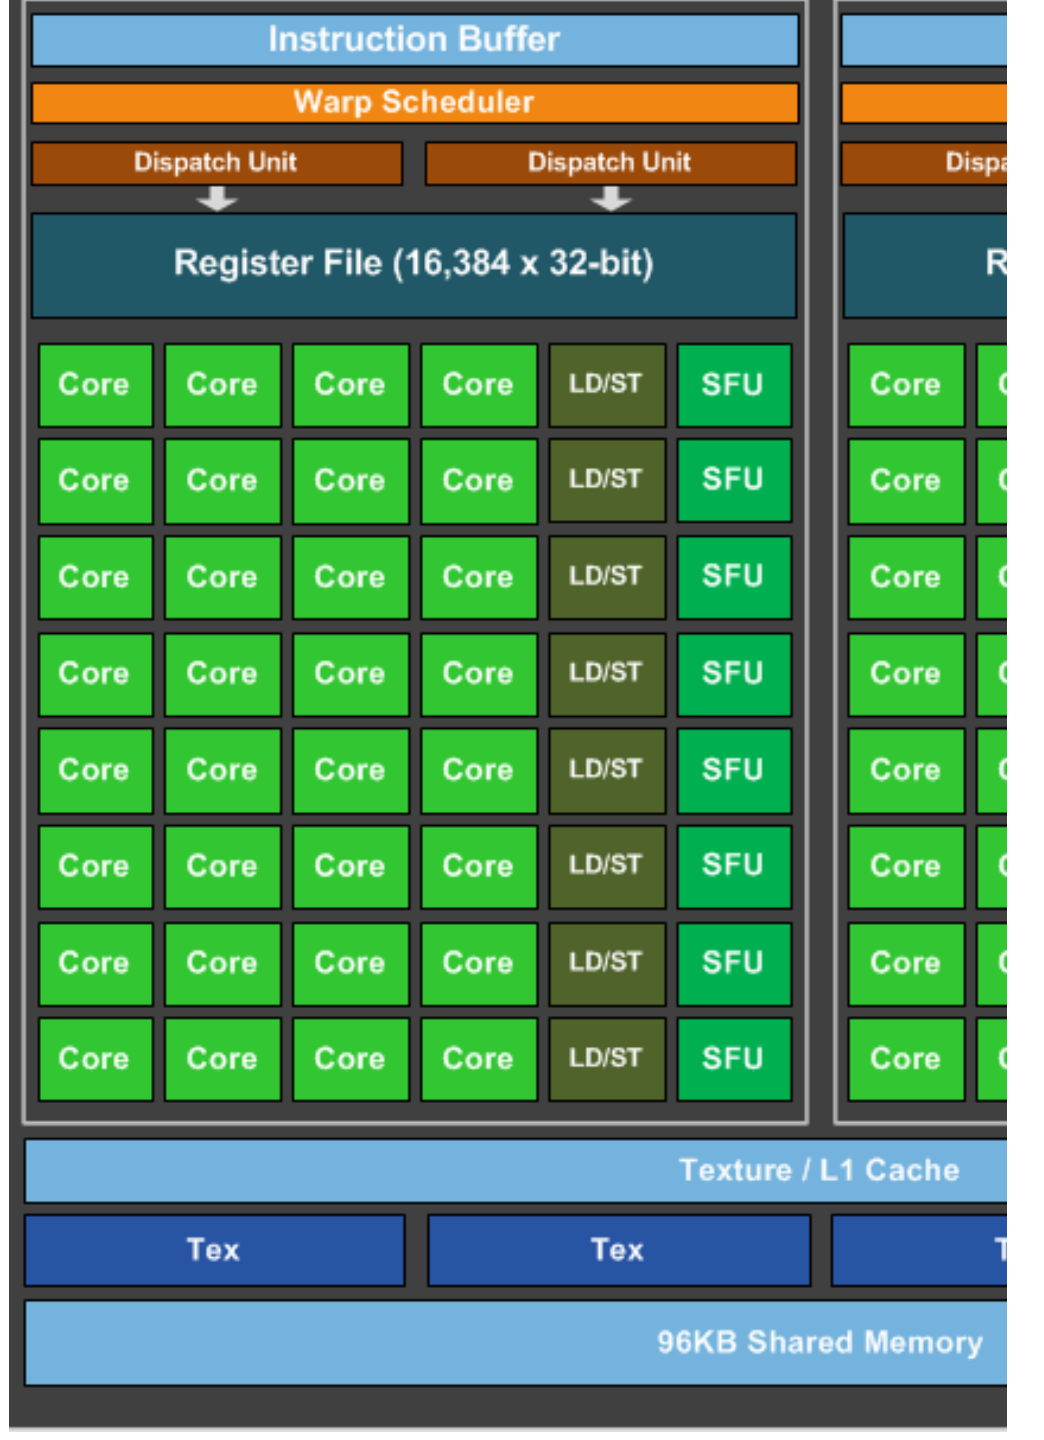 Instruction Buffer
Warp Scheduler
Dispatch Unit Dispatch Unit
Register File (16,384 x 32-bit)
Core Core Core Core LD/ST SFU Core
Core Core Core Core LD/ST SFU Core
Core Core Core Core LD/ST SFU Core
Core Core Core Core LD/ST SFU Core
Core Core Core Core LD/ST SFU Core
Core Core Core Core LD/ST SFU Core
Core Core Core Core LD/ST SFU Core
Core Core Core Core LD/ST SFU Core
Texture / L1 Cache
Tex Tex
96KB Shared Memory